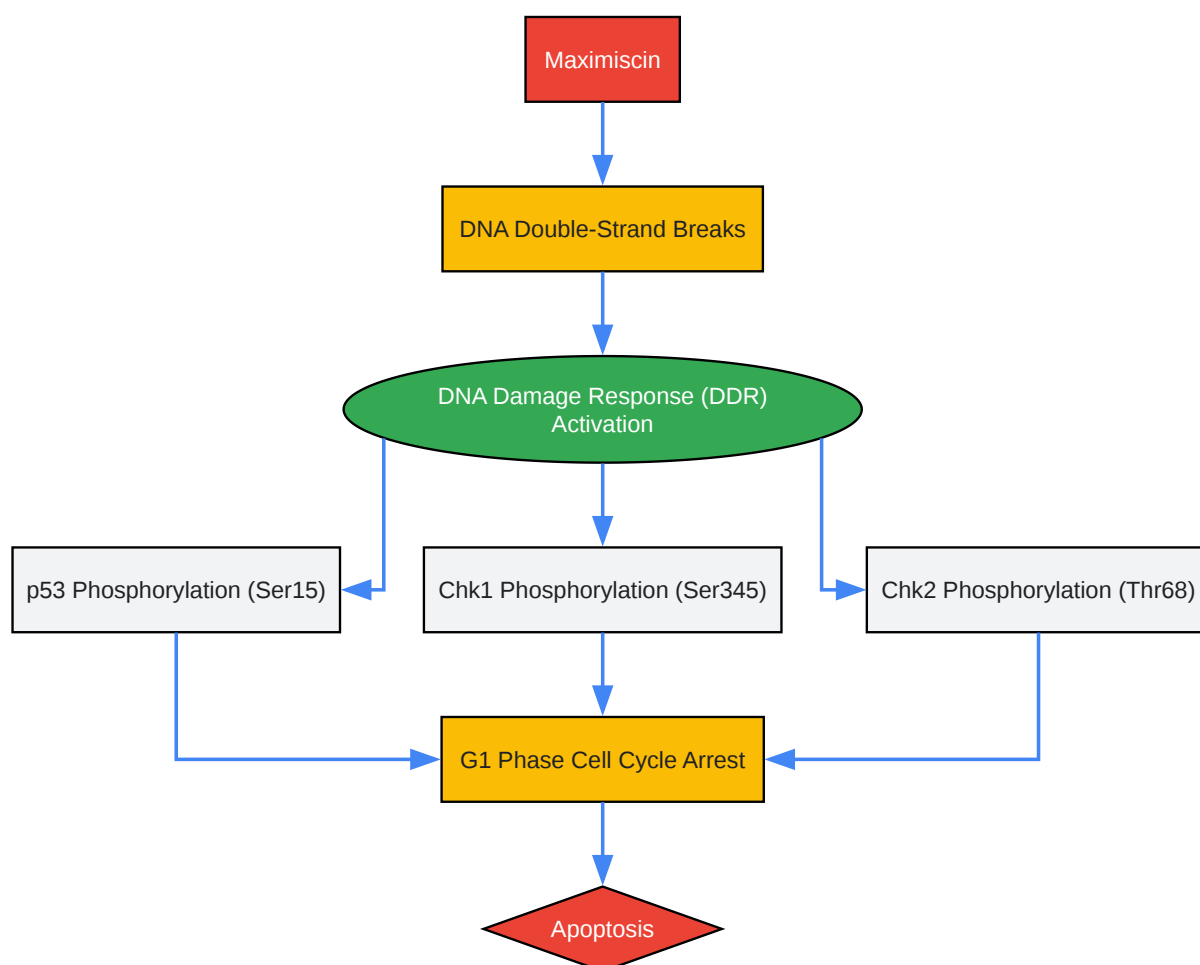 Maximiscin
DNA Double-Strand Breaks
DNA Damage Response (DDR)
Activation
p53 Phosphorylation (Ser15)
Chk1 Phosphorylation (Ser345)
Chk2 Phosphorylation (Thr68)
G1 Phase Cell Cycle Arrest
Apoptosis